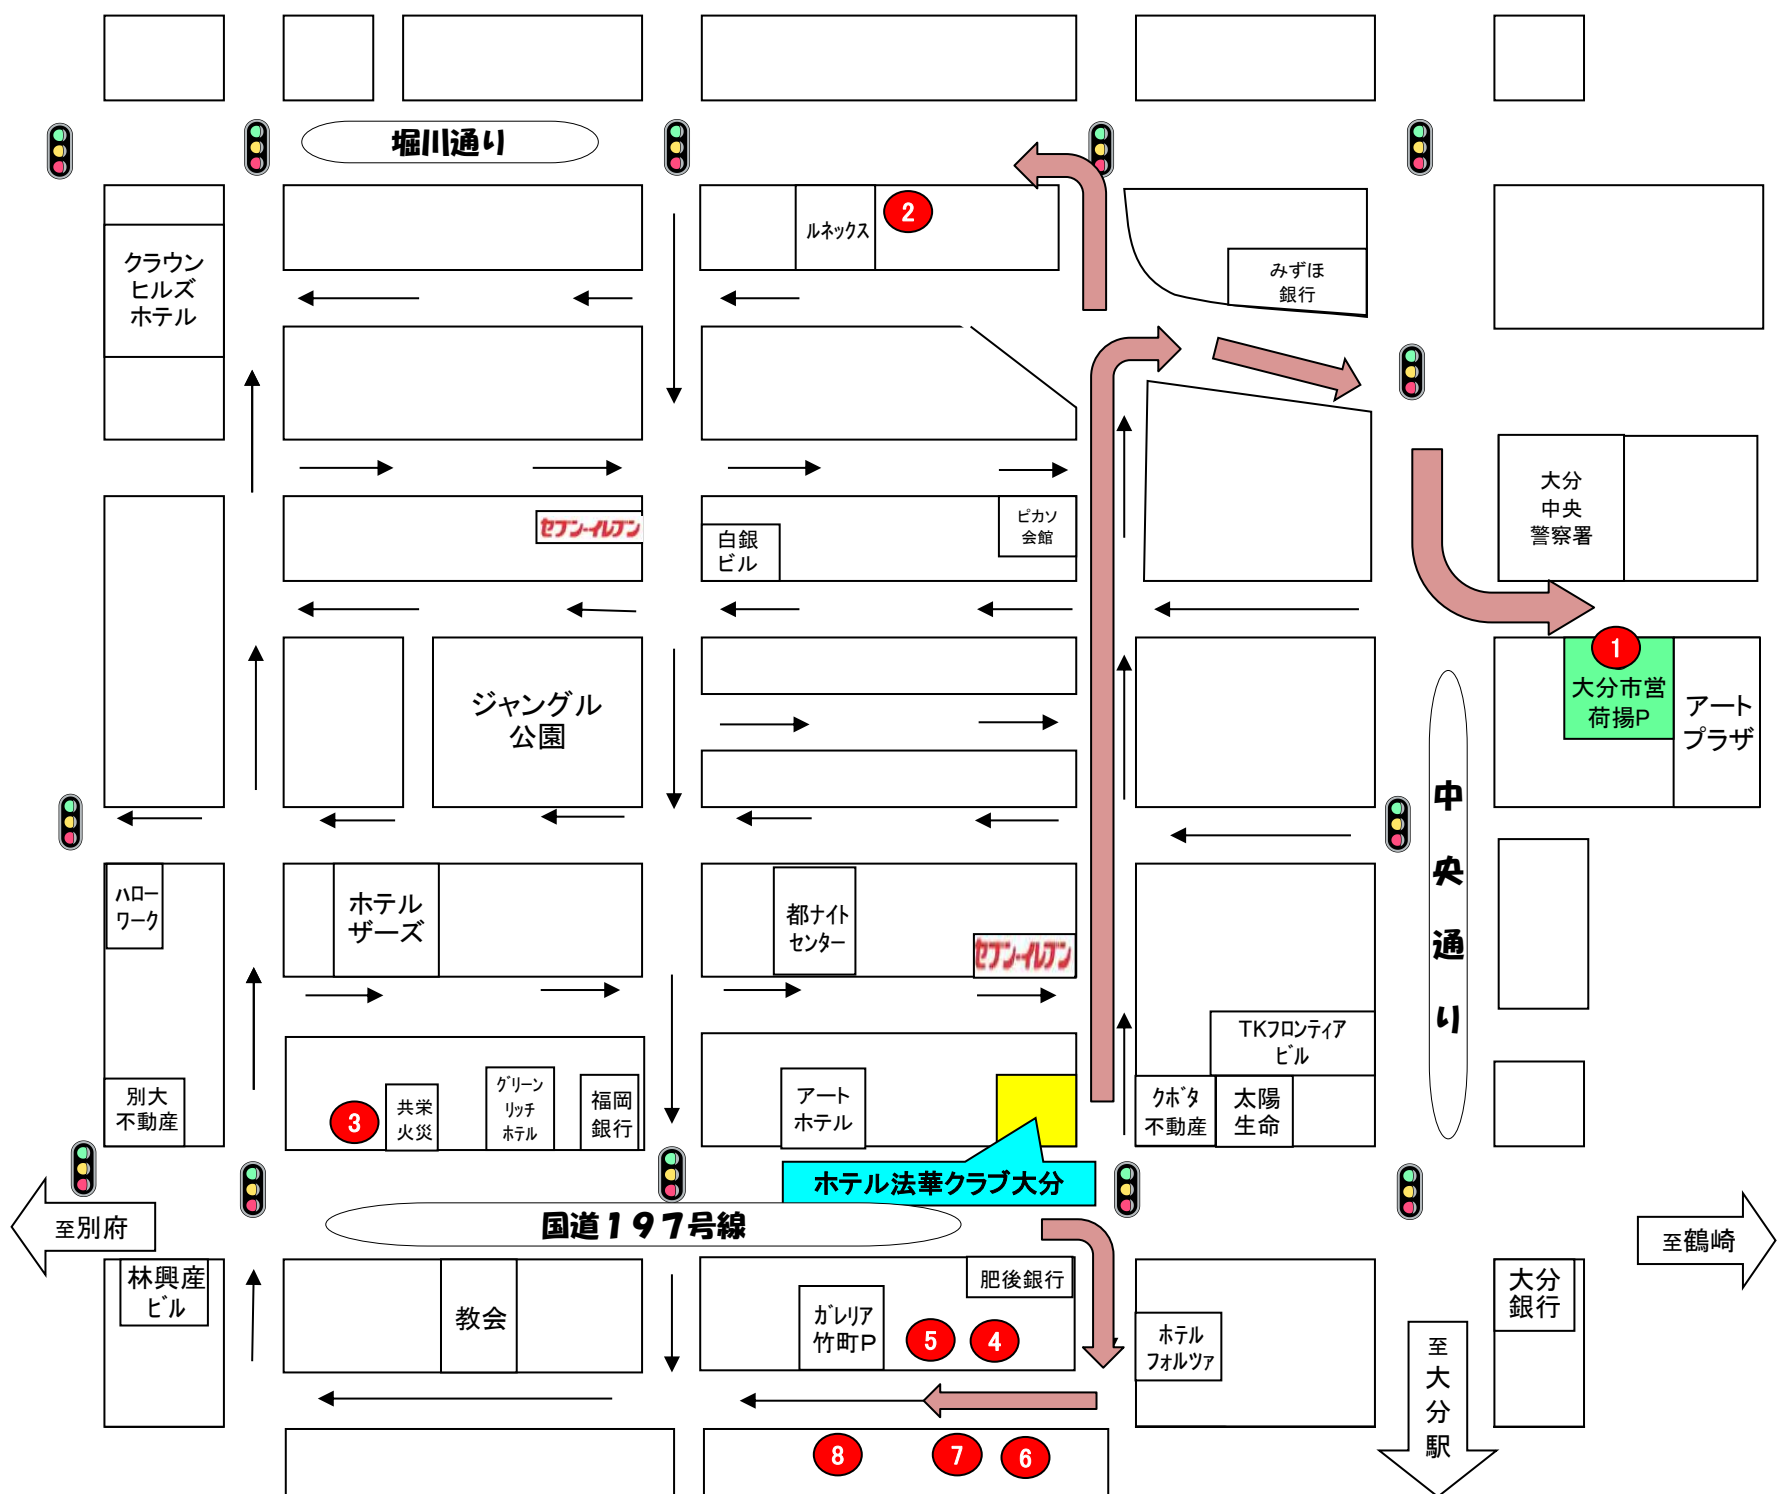 堀川通り
ルネックス
2
みずほ
銀行
クラウン
ヒルズ
ホテル
セブン-イレブン
白銀
ビル
ピカソ
会館
大分
中央
警察署
ジャングル
公園
1
大分市営
荷揚P
アート
プラザ
中央通り
ハロー
ワーク
ホテル
ザーズ
都ナイト
センター
セブン-イレブン
TKフロンティア
ビル
別大
不動産
3
共栄
火災
グリーン
リッチ
ホテル
福岡
銀行
アート
ホテル
クボタ
不動産
太陽
生命
ホテル法華クラブ大分
至別府
国道197号線
至鶴崎
林興産
ビル
教会
ガレリア
竹町P
肥後銀行
5
4
ホテル
フォルツァ
至大分駅
大分
銀行
8
7
6